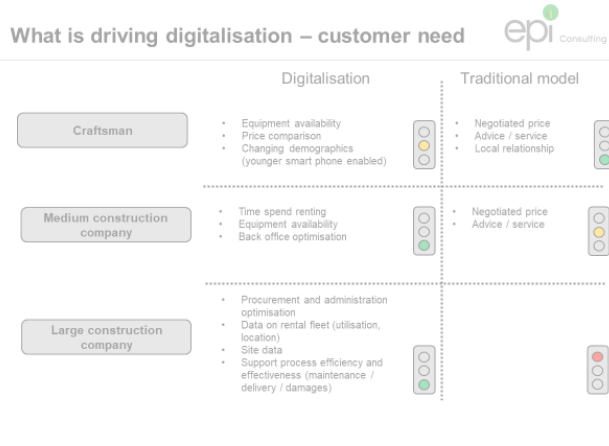 What is driving digitalisation – customer need
epi Consulting
Digitalisation
Traditional model
Craftsman
• Equipment availability
• Price comparison
• Changing demographics
(younger smart phone enabled)
• Negotiated price
• Advice / service
• Local relationship
Medium construction
company
• Time spend renting
• Equipment availability
• Back office optimisation
• Negotiated price
• Advice / service
Large construction
company
• Procurement and administration
optimisation
• Data on rental fleet (utilisation,
location)
• Site data
• Support process efficiency and
effectiveness (maintenance /
delivery / damages)